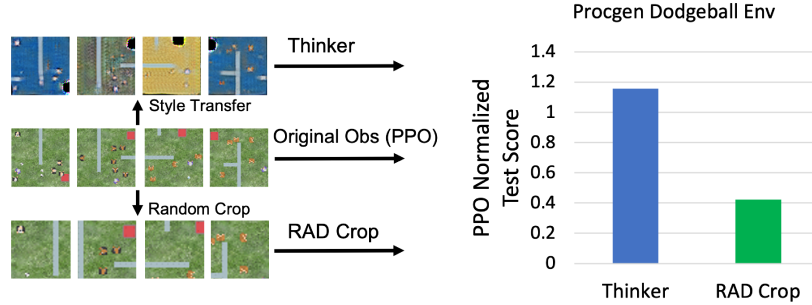 Thinker
Style Transfer
Original Obs (PPO)
Random Crop
RAD Crop
Procgen Dodgeball Env
PPO Normalized
Test Score
1.4
1.2
1
0.8
0.6
0.4
0.2
0
Thinker
RAD Crop